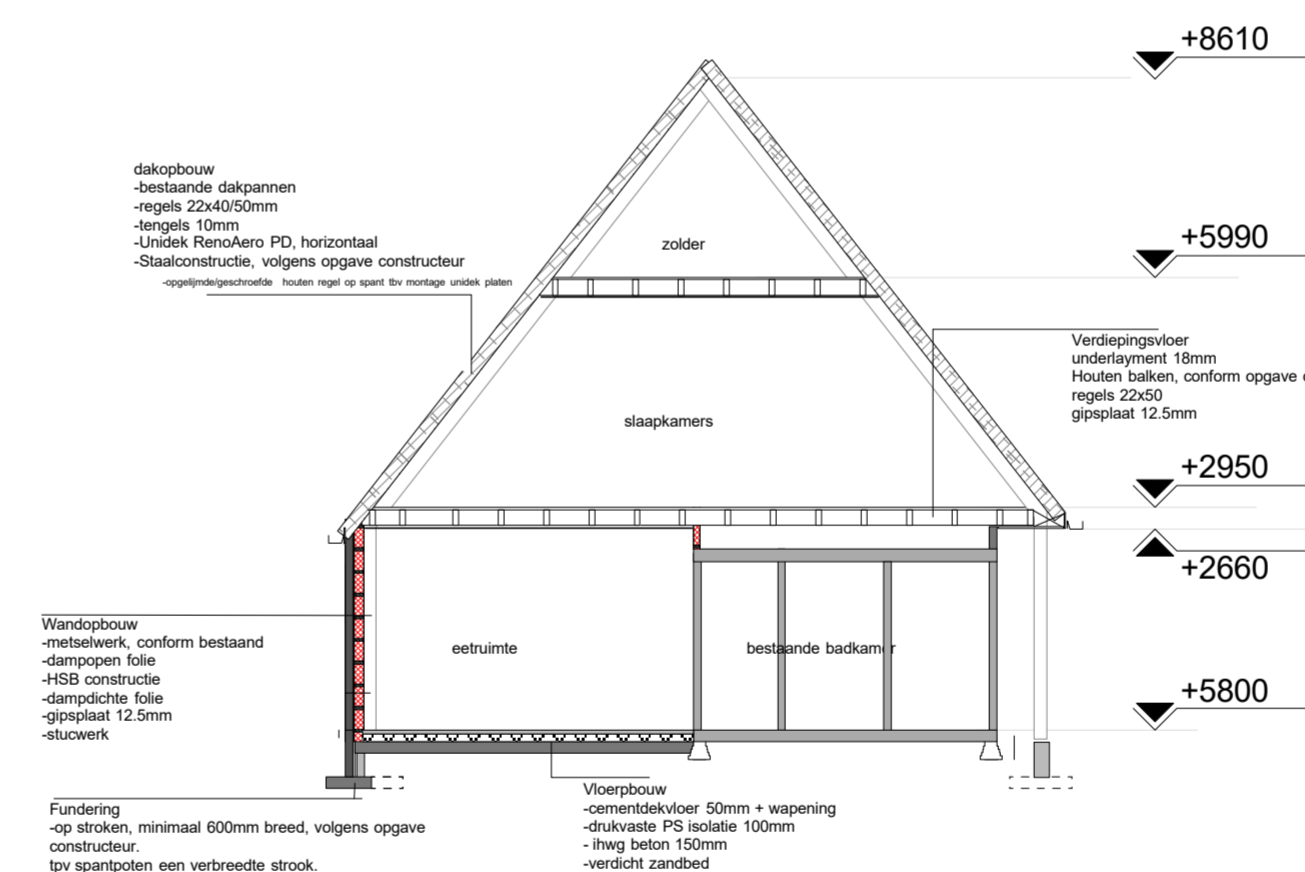 +8610
dakopbouw
-bestaande dakpannen
-regels 22x40/50mm
-tengels 10mm
-Unidek RenoAero PD, horizontaal
-Staalconstructie, volgens opgave constructeur
-opgelijmde/geschroefde houten regel op spant tbv montage unidek platen
zolder
+5990
Verdiepingsvloer
underlayment 18mm
Houten balken, conform opgave
regels 22x50
gipsplaat 12.5mm
slaapkamers
+2950
+2660
Wandopbouw
-metselwerk, conform bestaand
-dampopen folie
-HSB constructie
-dampdichte folie
-gipsplaat 12.5mm
-stucwerk
eetruimte
bestaande badkamer
+5800
Fundering
-op stroken, minimaal 600mm breed, volgens opgave
constructeur.
tpv spantpoten een verbreedte strook.
Vloerpbouw
-cementdekvloer 50mm + wapening
-drukvaste PS isolatie 100mm
- ihwg beton 150mm
-verdicht zandbed